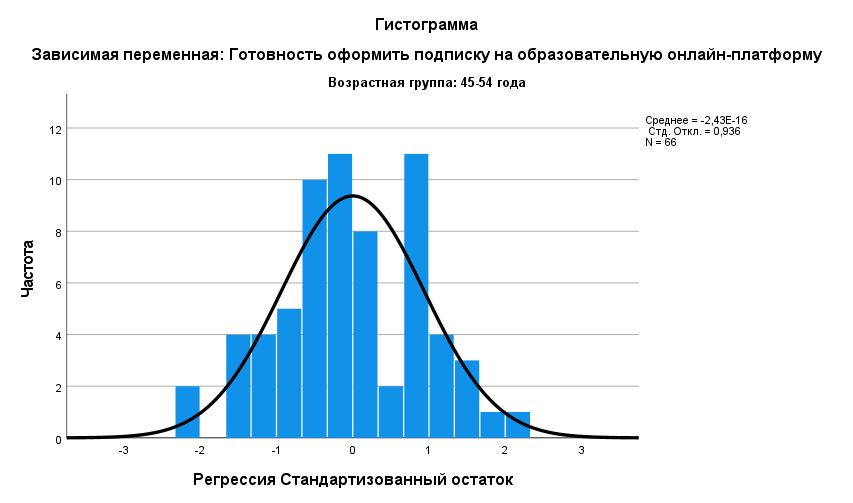 Гистограмма
Зависимая переменная: Готовность оформить подписку на образовательную онлайн-платформу
Возрастная группа: 45-54 года
Среднее = -2,43E-16
Стд. Откл. = 0,936
N = 66
Частота
12
10
8
6
4
2
0
-3 -2 -1 0 1 2 3
Регрессия Стандартизованный остаток